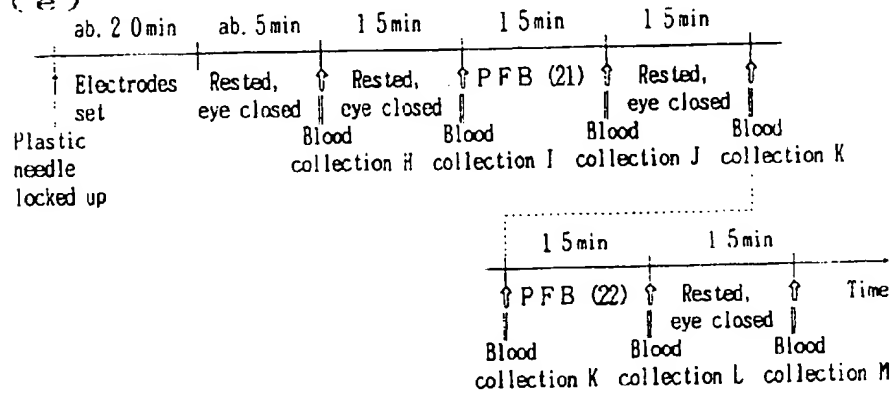 (e)
ab. 20min ab. 5min 15min 15min 15min
Electrodes Rested, Rested, PFB (21) Rested,
set eye closed eye closed eye closed
Plastic Blood Blood Blood Blood
needle collection H collection I collection J collection K
locked up
15min 15min
PFB (22) Rested, Time
eye closed
Blood Blood Blood
collection K collection L collection M